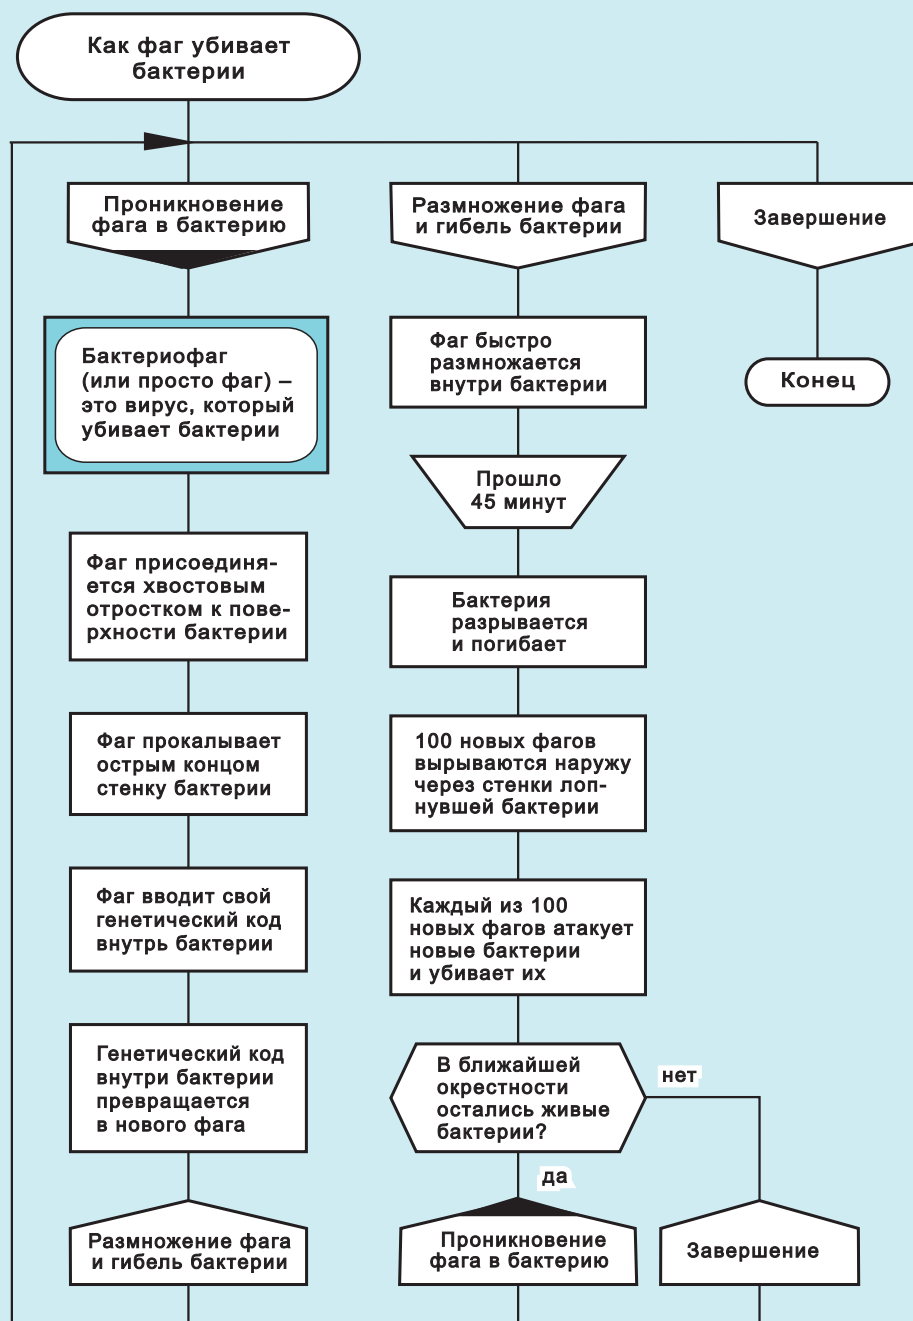 Как фаг убивает
бактерии
Проникновение
фага в бактерию
Бактериофаг
(или просто фаг) –
это вирус, который
убивает бактерии
Фаг присоединя-
ется хвостовым
отростком к пове-
рхности бактерии
Фаг прокалывает
острым концом
стенку бактерии
Фаг вводит свой
генетический код
внутрь бактерии
Генетический код
внутри бактерии
превращается
в нового фага
Размножение фага
и гибель бактерии
Размножение фага
и гибель бактерии
Фаг быстро
размножается
внутри бактерии
Прошло
45 минут
Бактерия
разрывается
и погибает
100 новых фагов
вырываются наружу
через стенки лоп-
нувшей бактерии
Каждый из 100
новых фагов атакует
новые бактерии
и убивает их
В ближайшей
окрестности
остались живые
бактерии?
нет
да
Проникновение
фага в бактерию
Завершение
Завершение
Конец